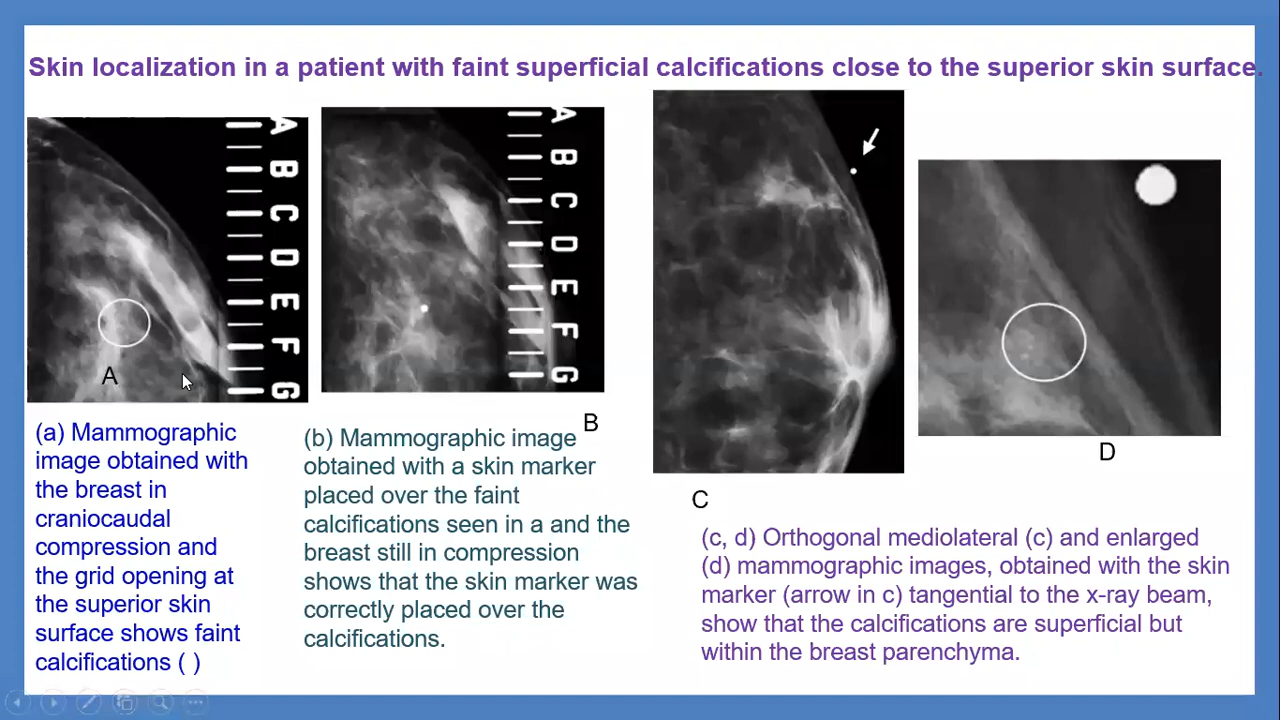 Skin localization in a patient with faint superficial calcifications close to the superior skin surface.
A
B
C
D
E
F
G
A
A
B
C
D
E
F
G
B
C
D
(a) Mammographic
image obtained with
the breast in
craniocaudal
compression and
the grid opening at
the superior skin
surface shows faint
calcifications ( )
(b) Mammographic image
obtained with a skin marker
placed over the faint
calcifications seen in a and the
breast still in compression
shows that the skin marker was
correctly placed over the
calcifications.
(c, d) Orthogonal mediolateral (c) and enlarged
(d) mammographic images, obtained with the skin
marker (arrow in c) tangential to the x-ray beam,
show that the calcifications are superficial but
within the breast parenchyma.